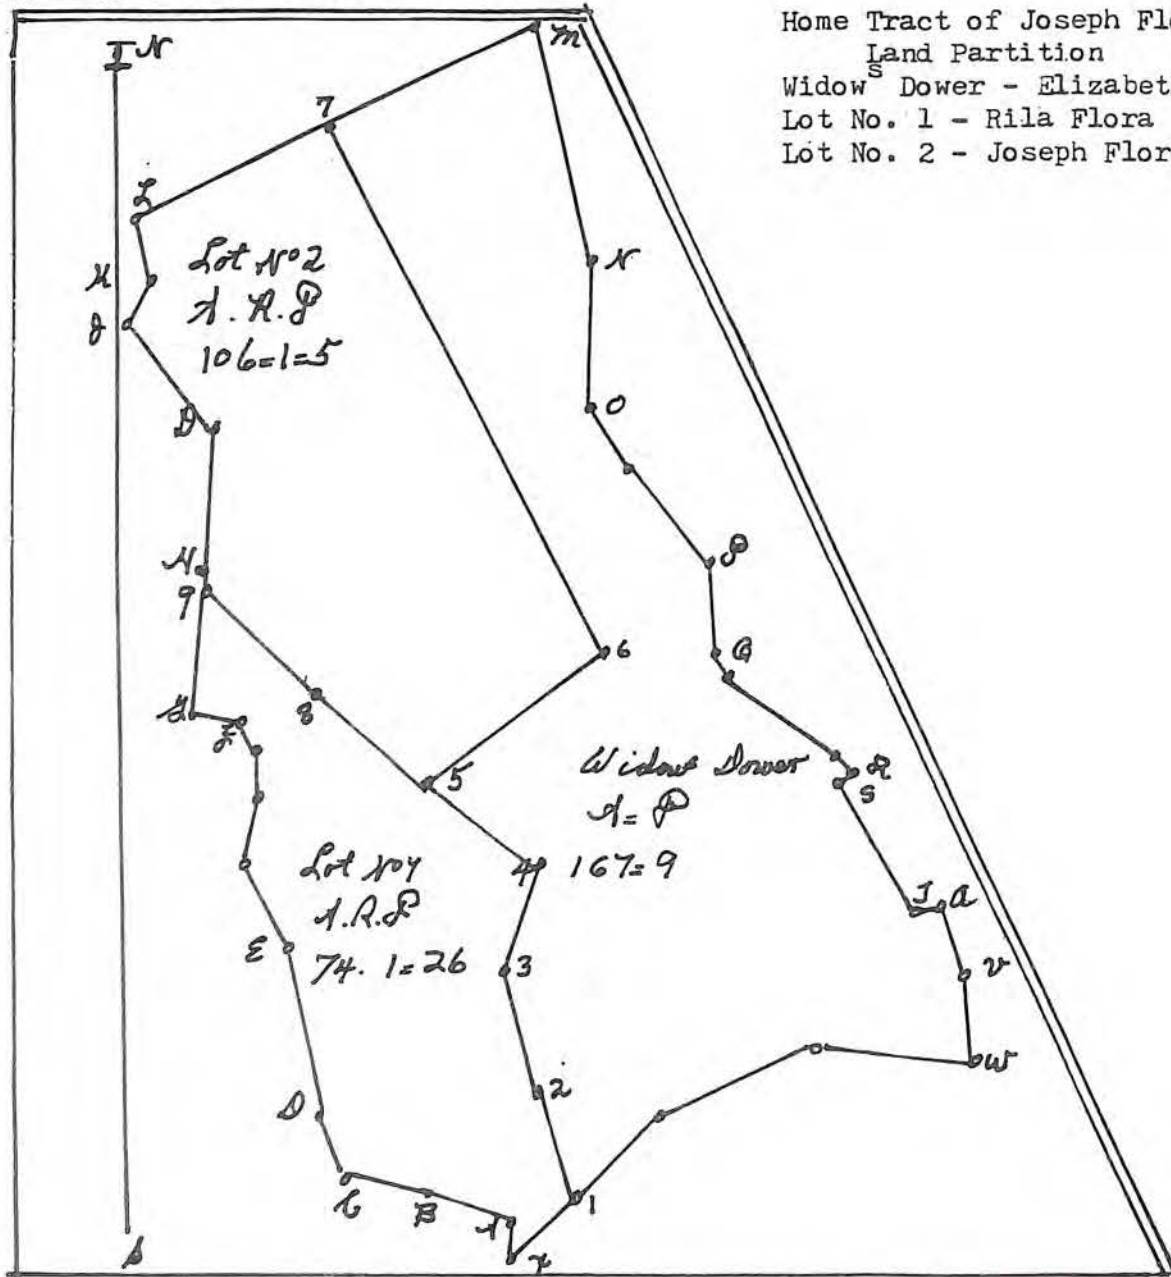 Home Tract of Joseph Flo
Land Partition
Widow s Dower - Elizabet
Lot No. 1 - Rila Flora
Lot No. 2 - Joseph Flor
N
m
7
L
Lot No 2
A. R. P
106=1=5
K
J
N
O
D
H
9
P
6
Q
8
G
F
5
Widows Dower
A = P
167=9
R
S
4
Lot No
A. R. P
74. 1=26
E
3
T
a
V
W
2
D
1
C
B
A
x
S